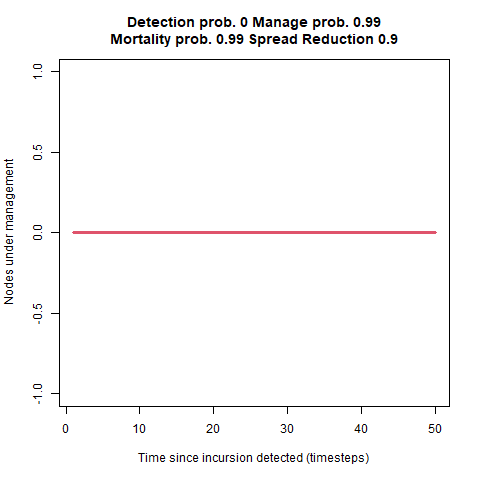 Detection prob. 0 Manage prob. 0.99
Mortality prob. 0.99 Spread Reduction 0.9
Nodes under management
1.0
0.5
0.0
-0.5
-1.0
0 10 20 30 40 50
Time since incursion detected (timesteps)